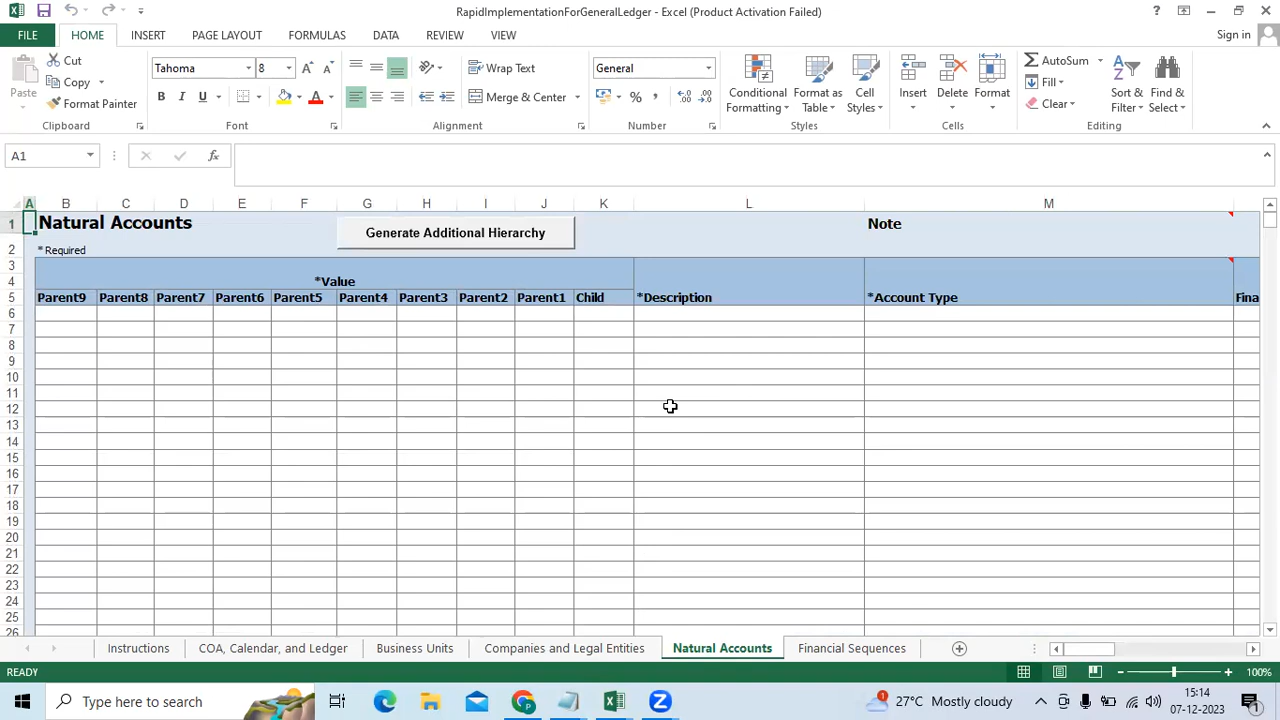 RapidImplementationForGeneralLedger - Excel (Product Activation Failed)
FILE HOME INSERT PAGE LAYOUT FORMULAS DATA REVIEW VIEW Sign in
Paste Cut Copy Format Painter
Tahoma 8
Wrap Text
Merge & Center
General
Conditional Formatting Format as Table Cell Styles
Insert Delete Format
AutoSum Fill Clear
Sort & Filter Find & Select
Clipboard Font Alignment Number Styles Cells Editing
A1 fx
A B C D E F G H I J K L M
1 Natural Accounts Generate Additional Hierarchy Note
2 * Required
3
4 *Value
5 Parent9 Parent8 Parent7 Parent6 Parent5 Parent4 Parent3 Parent2 Parent1 Child *Description *Account Type Fina
6
7
8
9
10
11
12
13
14
15
16
17
18
19
20
21
22
23
24
25
26
Instructions COA, Calendar, and Ledger Business Units Companies and Legal Entities Natural Accounts Financial Sequences
READY 100%
Type here to search 27°C Mostly cloudy 15:14
07-12-2023